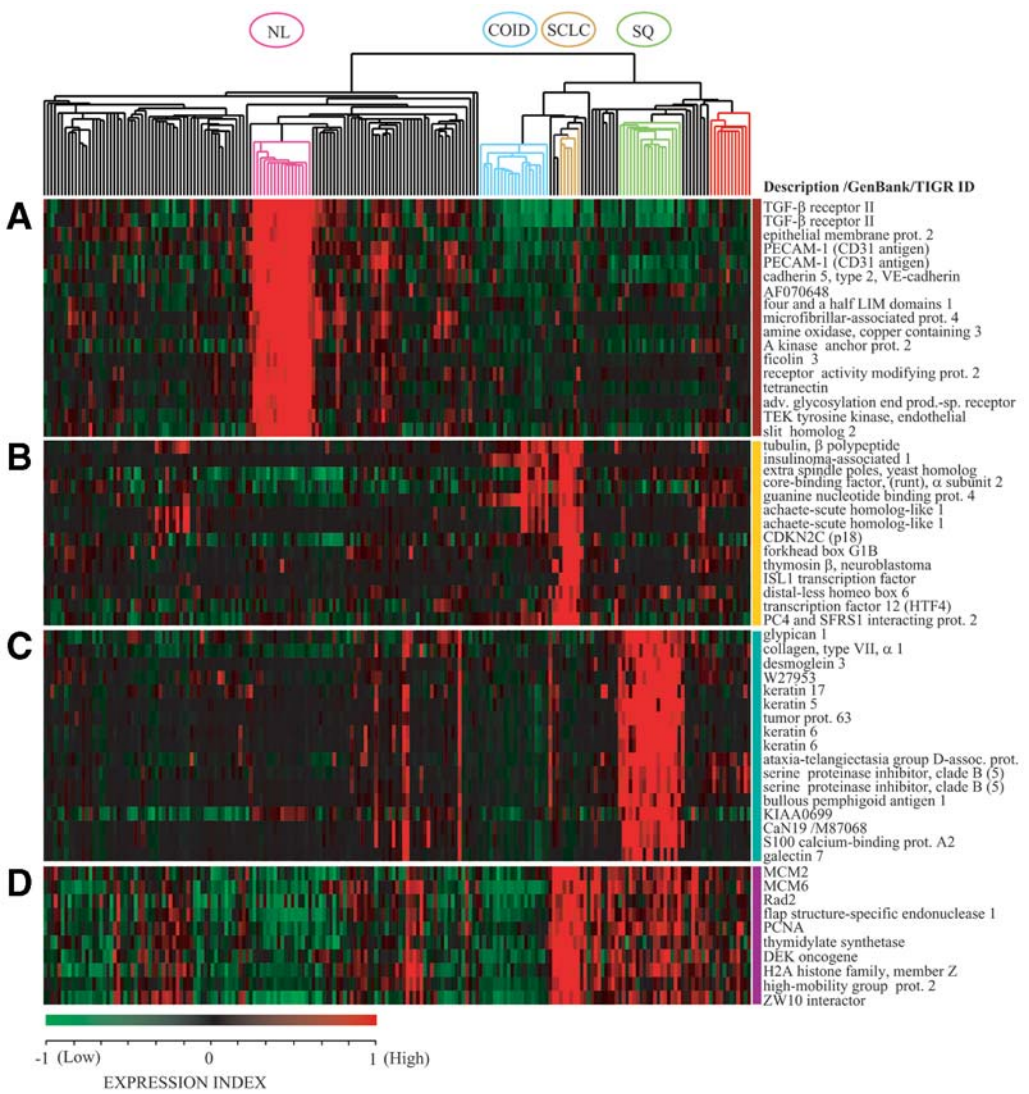 NL COID SCLC SQ
Description /GenBank/TIGR ID
A
TGF-β receptor II
TGF-β receptor II
epithelial membrane prot. 2
PECAM-1 (CD31 antigen)
PECAM-1 (CD31 antigen)
cadherin 5, type 2, VE-cadherin
AF070648
four and a half LIM domains 1
microfibrillar-associated prot. 4
amine oxidase, copper containing 3
A kinase anchor prot. 2
ficolin 3
receptor activity modifying prot. 2
tetranectin
adv. glycosylation end prod.-sp. receptor
TEK tyrosine kinase, endothelial
slit homolog 2
B
tubulin, β polypeptide
insulinoma-associated 1
extra spindle poles, yeast homolog
core-binding factor, (runt), α subunit 2
guanine nucleotide binding prot. 4
achaete-scute homolog-like 1
achaete-scute homolog-like 1
CDKN2C (p18)
forkhead box G1B
thymosin β, neuroblastoma
ISL1 transcription factor
distal-less homeo box 6
transcription factor 12 (HTF4)
PC4 and SFRS1 interacting prot. 2
C
glypican 1
collagen, type VII, α 1
desmoglein 3
W27953
keratin 17
keratin 5
tumor prot. 63
keratin 6
keratin 6
ataxia-telangiectasia group D-assoc. prot.
serine proteinase inhibitor, clade B (5)
serine proteinase inhibitor, clade B (5)
bullous pemphigoid antigen 1
KIAA0699
CaN19 /M87068
S100 calcium-binding prot. A2
galectin 7
D
MCM2
MCM6
Rad2
flap structure-specific endonuclease 1
PCNA
thymidylate synthetase
DEK oncogene
H2A histone family, member Z
high-mobility group prot. 2
ZW10 interactor
-1 (Low) 0 1 (High)
EXPRESSION INDEX